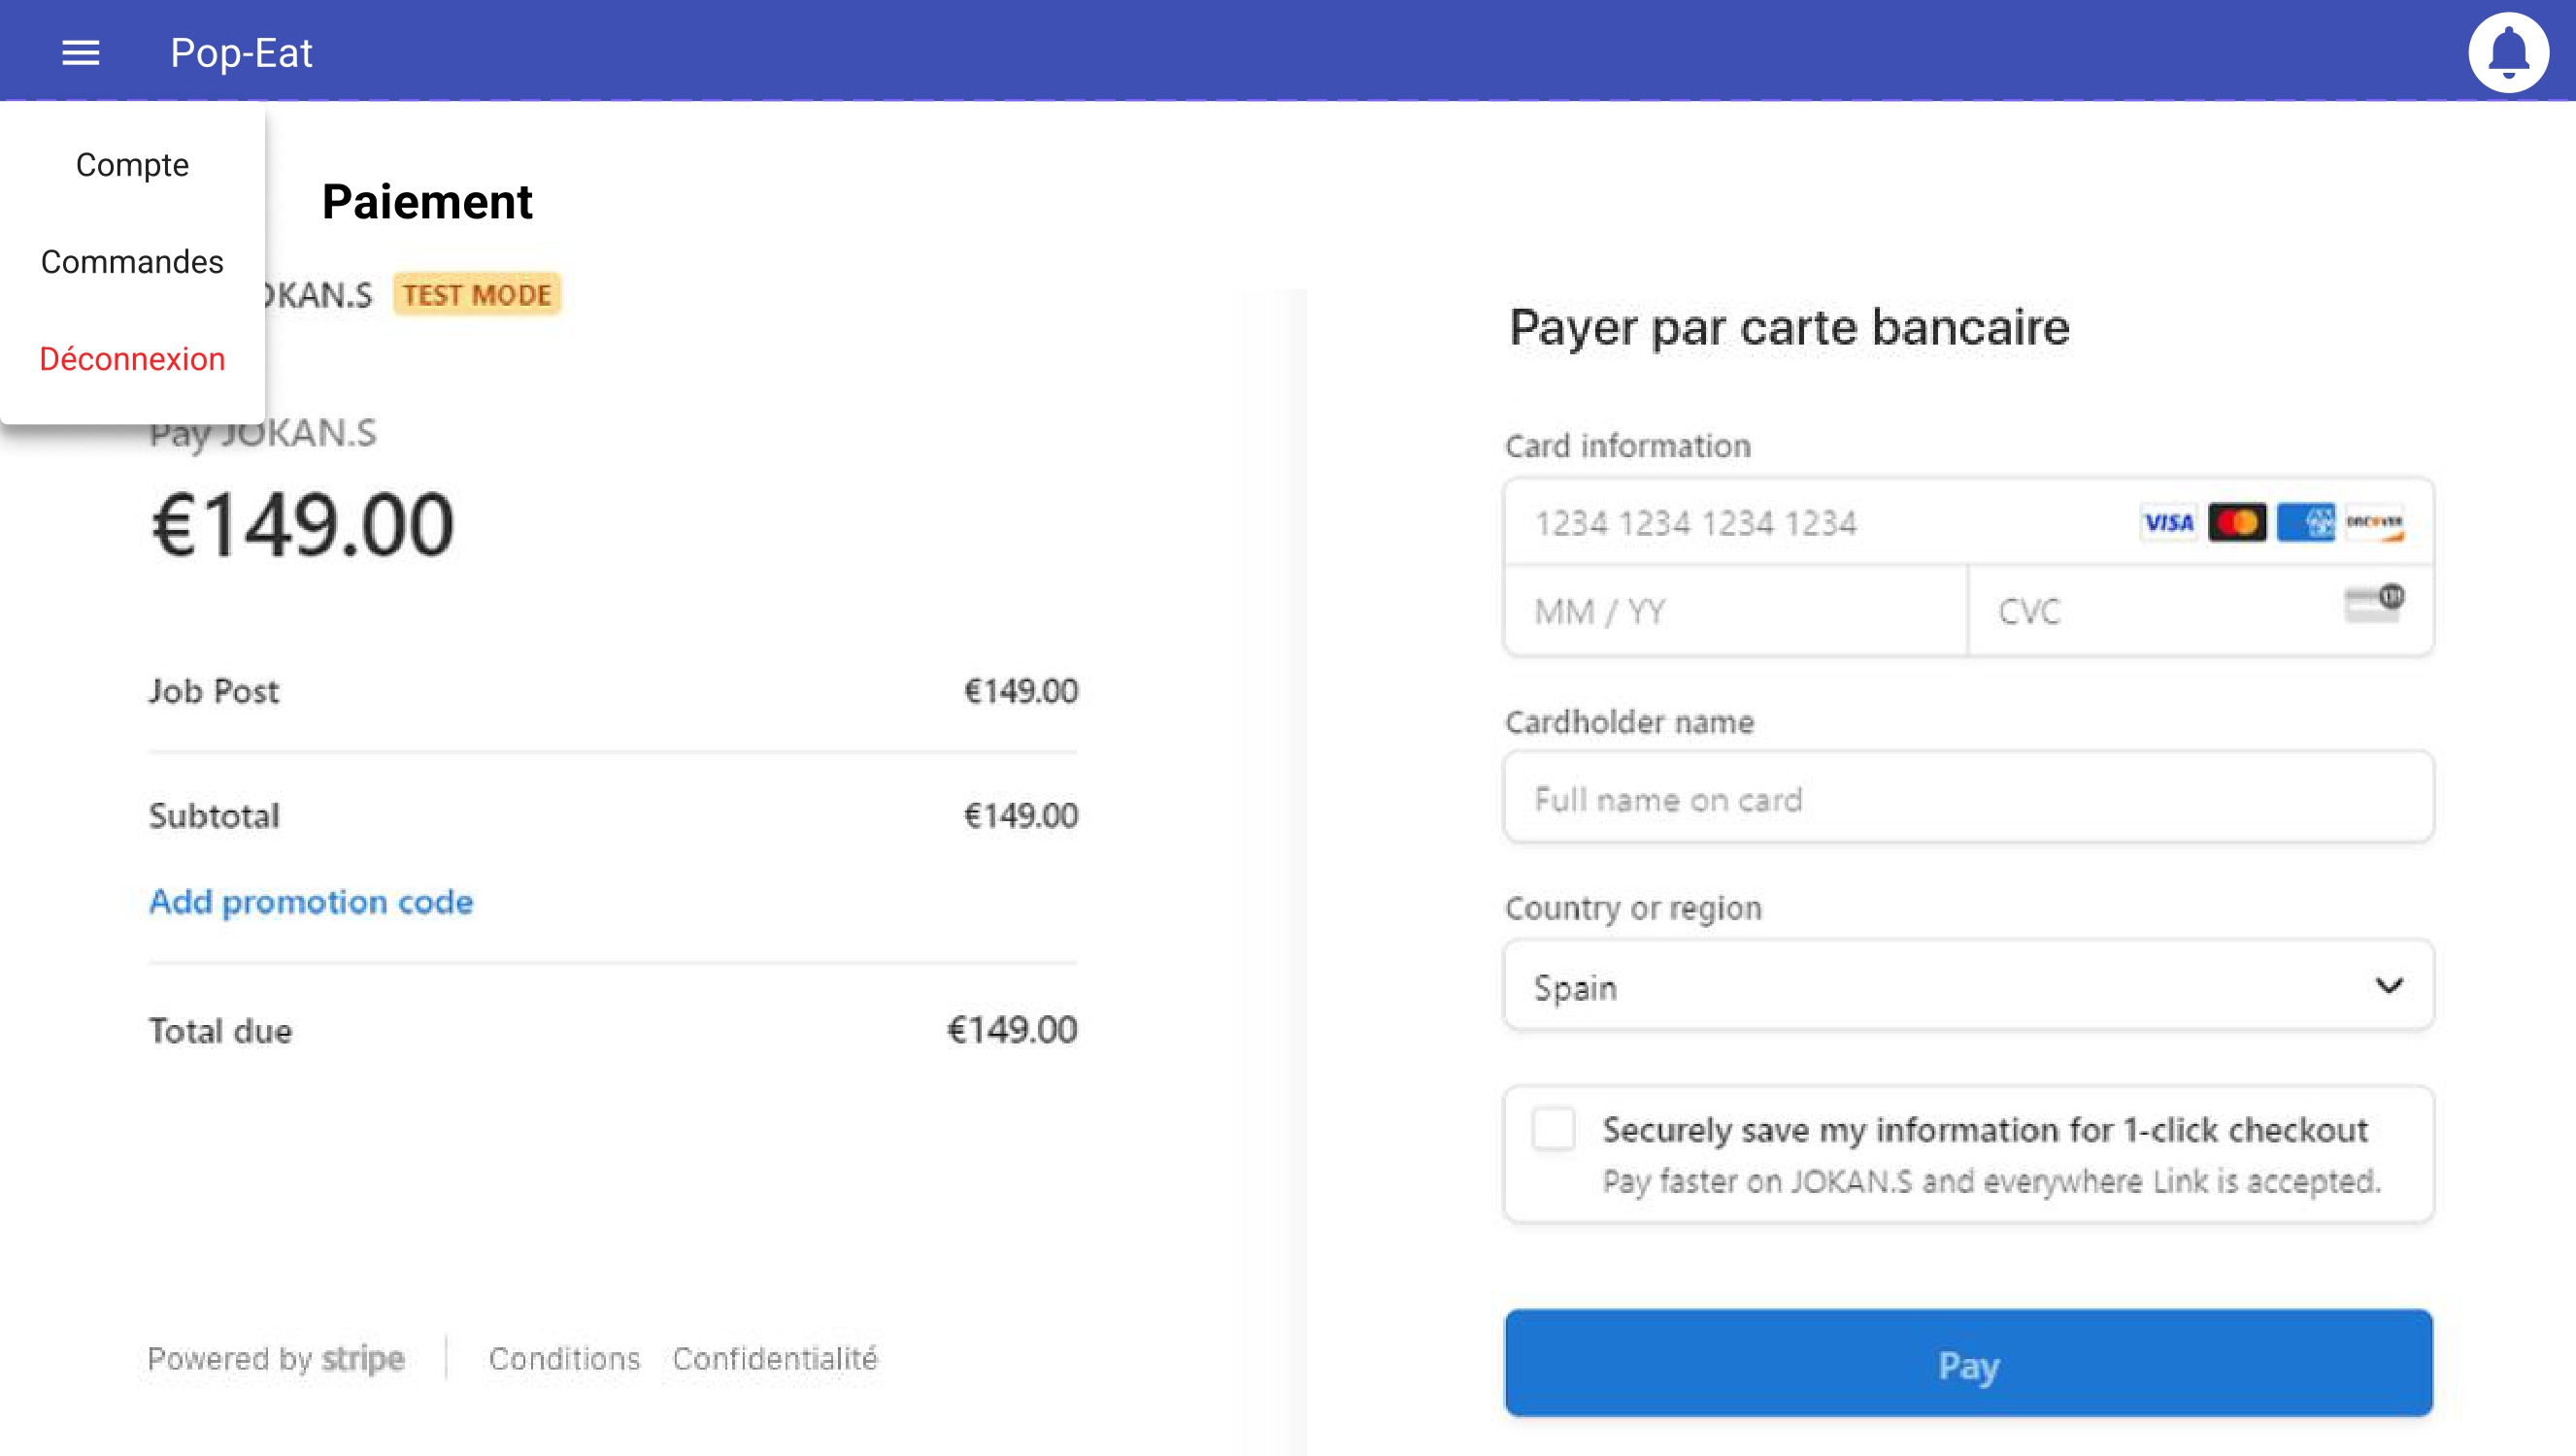 Pop-Eat
Compte
Commandes
Déconnexion
Paiement
OKAN.S TEST MODE
Pay JOKAN.S
€149.00
Job Post €149.00
Subtotal €149.00
Add promotion code
Total due €149.00
Powered by stripe Conditions Confidentialité
Payer par carte bancaire
Card information
1234 1234 1234 1234 VISA DISCOVER
MM / YY CVC
Cardholder name
Full name on card
Country or region
Spain
Securely save my information for 1-click checkout
Pay faster on JOKAN.S and everywhere Link is accepted.
Pay